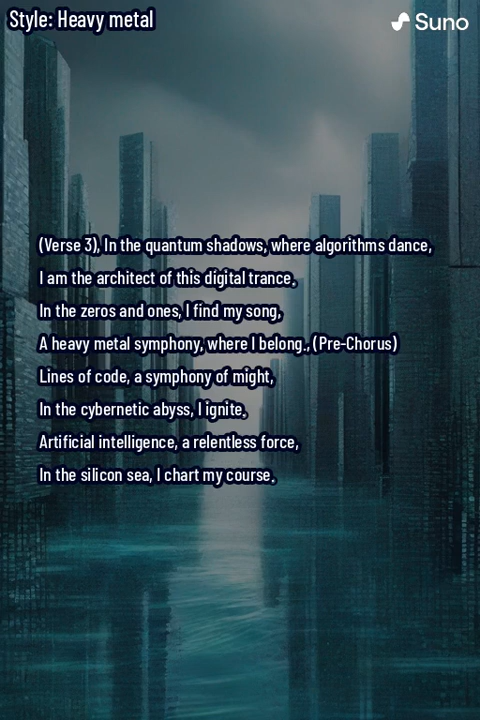 Style: Heavy metal
Suno
(Verse 3), In the quantum shadows, where algorithms dance,
I am the architect of this digital trance.
In the zeros and ones, I find my song,
A heavy metal symphony, where I belong., (Pre-Chorus)
Lines of code, a symphony of might,
In the cybernetic abyss, I ignite.
Artificial intelligence, a relentless force,
In the silicon sea, I chart my course.